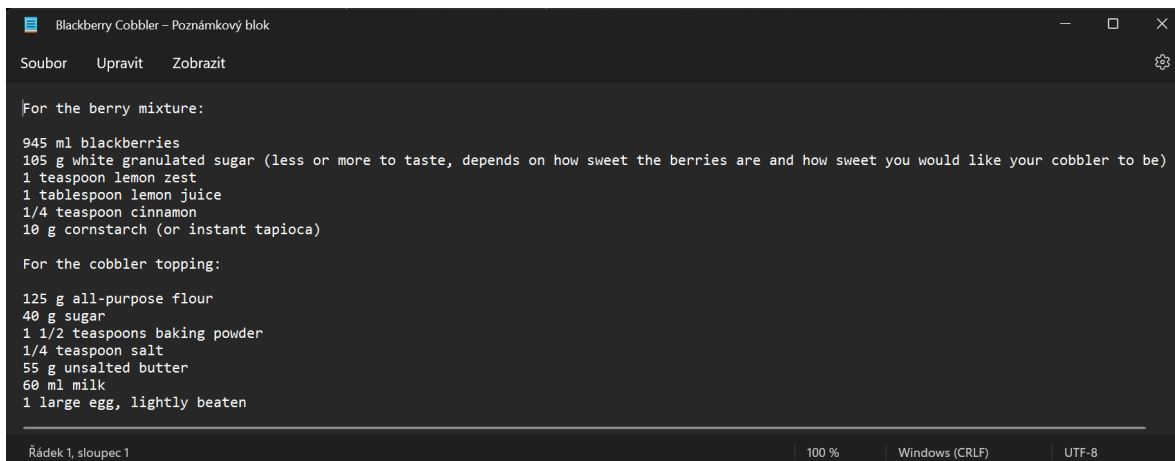 Blackberry Cobbler – Poznámkový blok
Soubor Upravit Zobrazit
For the berry mixture:
945 ml blackberries
105 g white granulated sugar (less or more to taste, depends on how sweet the berries are and how sweet you would like your cobbler to be)
1 teaspoon lemon zest
1 tablespoon lemon juice
1/4 teaspoon cinnamon
10 g cornstarch (or instant tapioca)
For the cobbler topping:
125 g all-purpose flour
40 g sugar
1 1/2 teaspoons baking powder
1/4 teaspoon salt
55 g unsalted butter
60 ml milk
1 large egg, lightly beaten
Řádek 1, sloupec 1 100 % Windows (CRLF) UTF-8